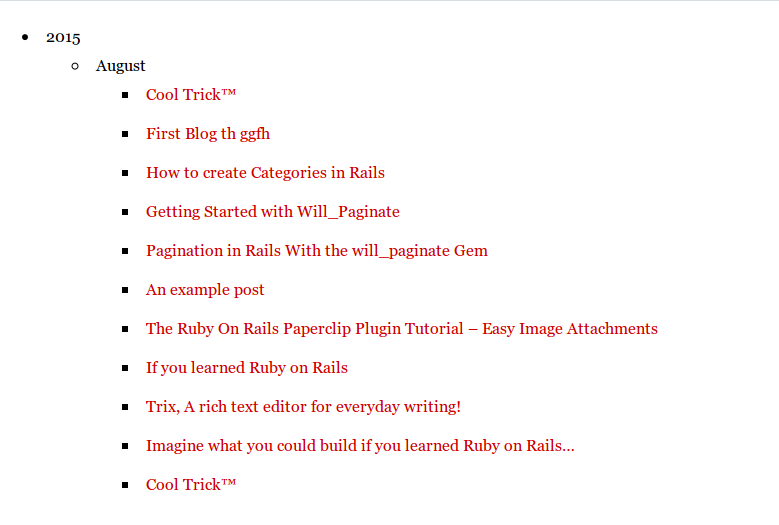 2015
August
Cool Trick™
First Blog th ggfh
How to create Categories in Rails
Getting Started with Will_Paginate
Pagination in Rails With the will_paginate Gem
An example post
The Ruby On Rails Paperclip Plugin Tutorial – Easy Image Attachments
If you learned Ruby on Rails
Trix, A rich text editor for everyday writing!
Imagine what you could build if you learned Ruby on Rails...
Cool Trick™